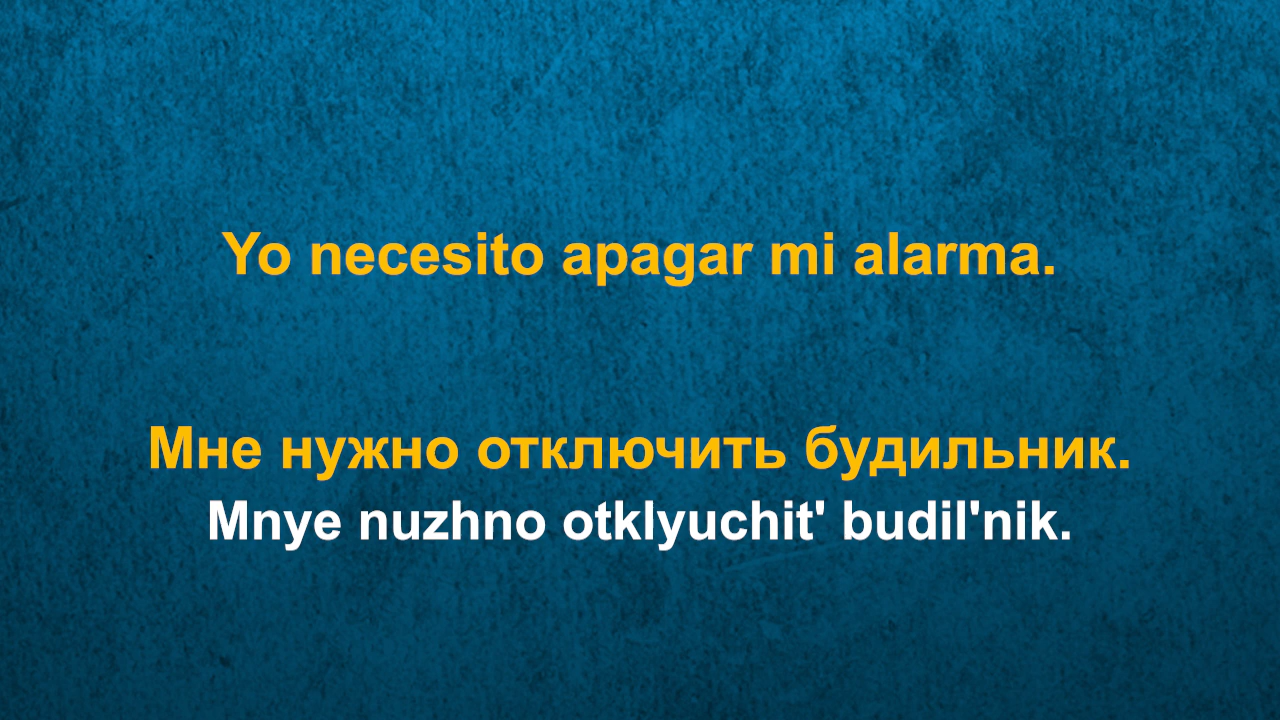 Yo necesito apagar mi alarma.
Мне нужно отключить будильник.
Mnye nuzhno otklyuchit' budil'nik.